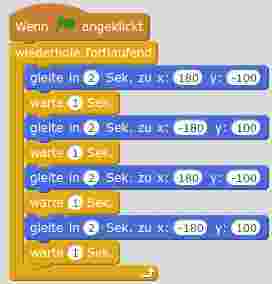 Wenn angeklickt
wiederhole fortlaufend
gleite in 2 Sek. zu x: 180 y: -100
warte 1 Sek.
gleite in 2 Sek. zu x: -180 y: 100
warte 1 Sek.
gleite in 2 Sek. zu x: -180 y: -100
warte 1 Sek.
gleite in 2 Sek. zu x: -180 y: 100
warte 1 Sek.